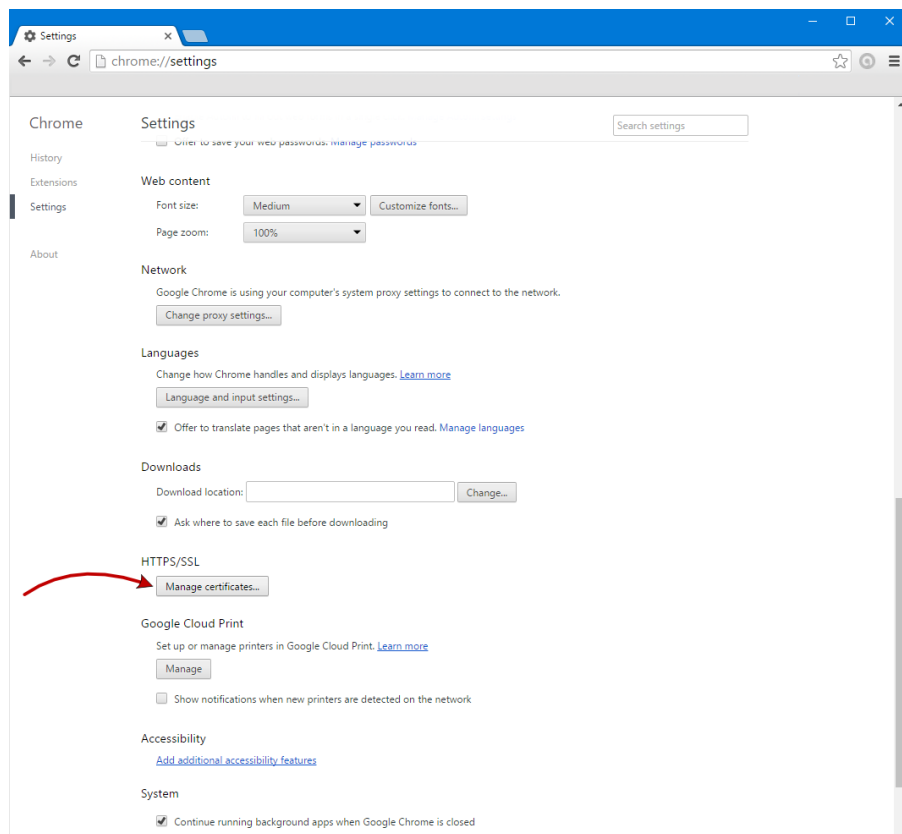 Settings
chrome://settings
Chrome
Settings
Search settings
History
Extensions
Settings
About
Offer to save your web passwords. Manage passwords
Web content
Font size: Medium Customize fonts...
Page zoom: 100%
Network
Google Chrome is using your computer's system proxy settings to connect to the network.
Change proxy settings...
Languages
Change how Chrome handles and displays languages. Learn more
Language and input settings...
Offer to translate pages that aren't in a language you read. Manage languages
Downloads
Download location: Change...
Ask where to save each file before downloading
HTTPS/SSL
Manage certificates...
Google Cloud Print
Set up or manage printers in Google Cloud Print. Learn more
Manage
Show notifications when new printers are detected on the network
Accessibility
Add additional accessibility features
System
Continue running background apps when Google Chrome is closed